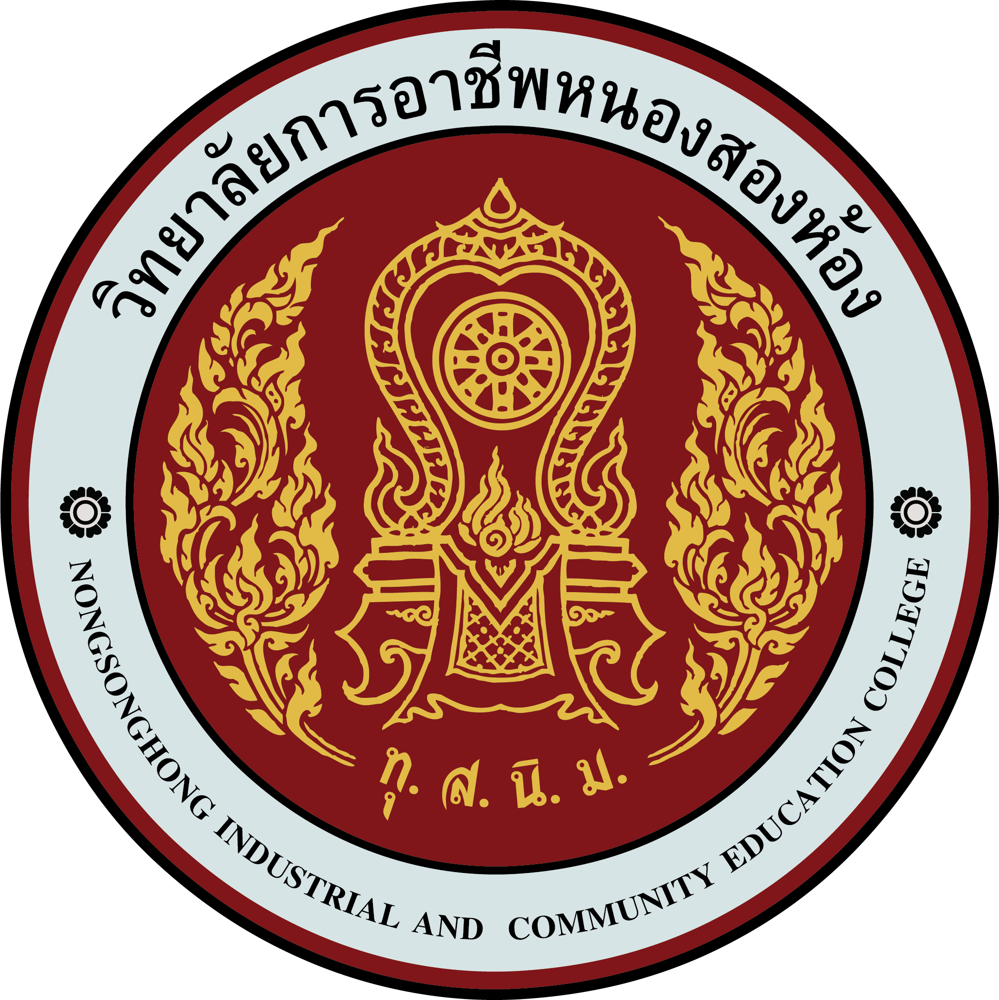 วิทยาลัยการอาชีพหนองสองห้อง
ทุ. ส. นิ. ม.
NONGSONGHONG INDUSTRIAL AND COMMUNITY EDUCATION COLLEGE